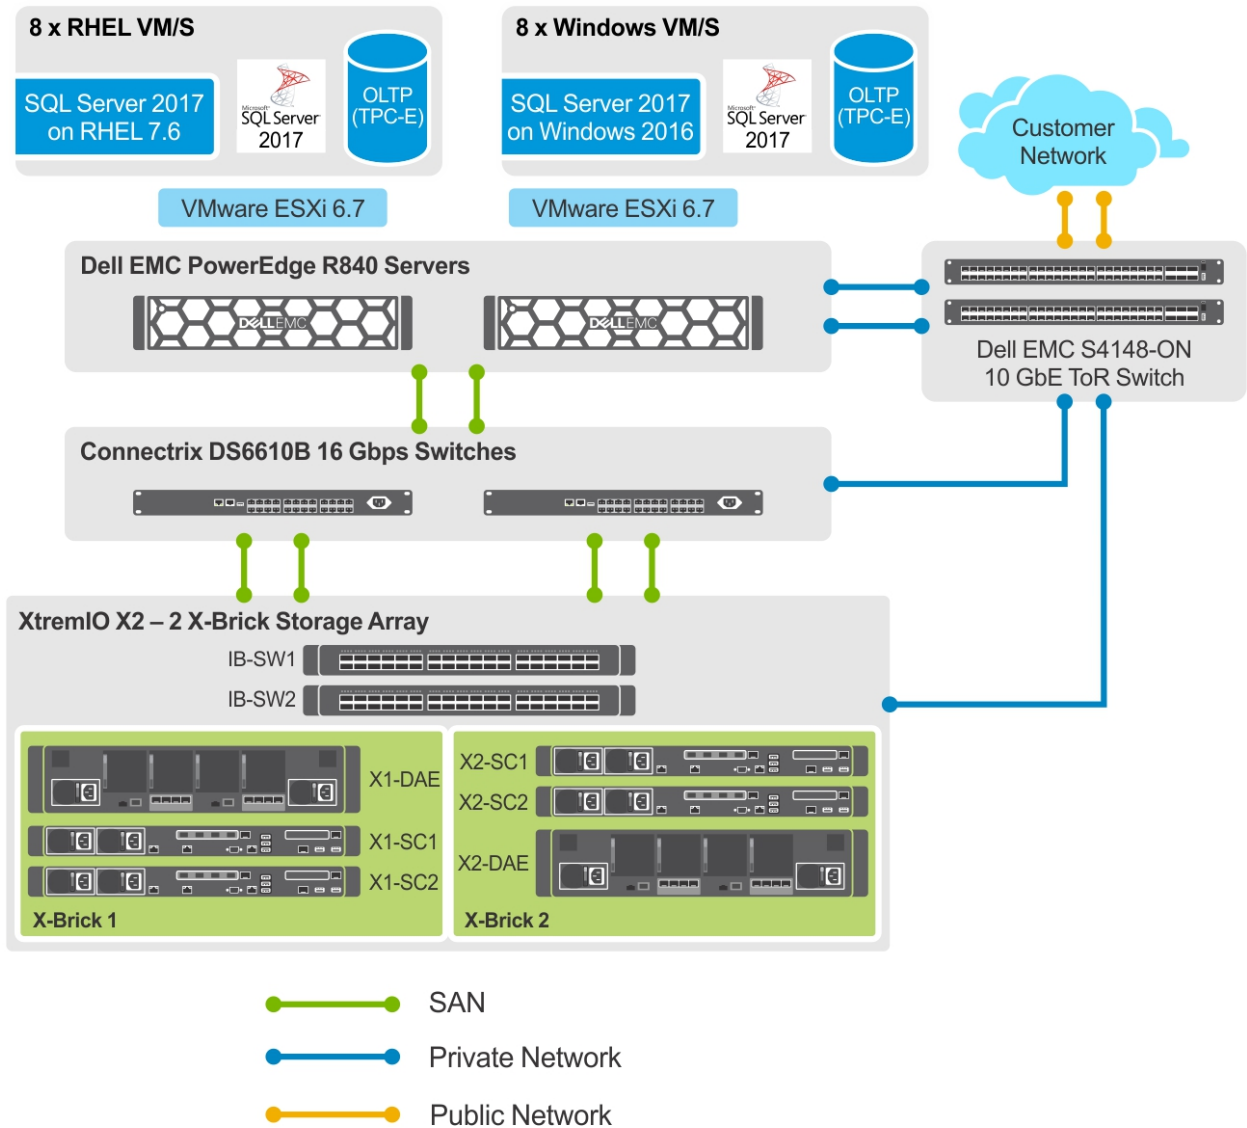 8 x RHEL VM/S
SQL Server 2017
on RHEL 7.6
Microsoft®
SQL Server
2017
OLTP
(TPC-E)
8 x Windows VM/S
SQL Server 2017
on Windows 2016
Microsoft®
SQL Server
2017
OLTP
(TPC-E)
Customer
Network
VMware ESXi 6.7
VMware ESXi 6.7
Dell EMC PowerEdge R840 Servers
DELLEMC
DELLEMC
Dell EMC S4148-ON
10 GbE ToR Switch
Connectrix DS6610B 16 Gbps Switches
XtremIO X2 – 2 X-Brick Storage Array
IB-SW1
IB-SW2
X1-DAE
X1-SC1
X1-SC2
X-Brick 1
X2-SC1
X2-SC2
X2-DAE
X-Brick 2
SAN
Private Network
Public Network